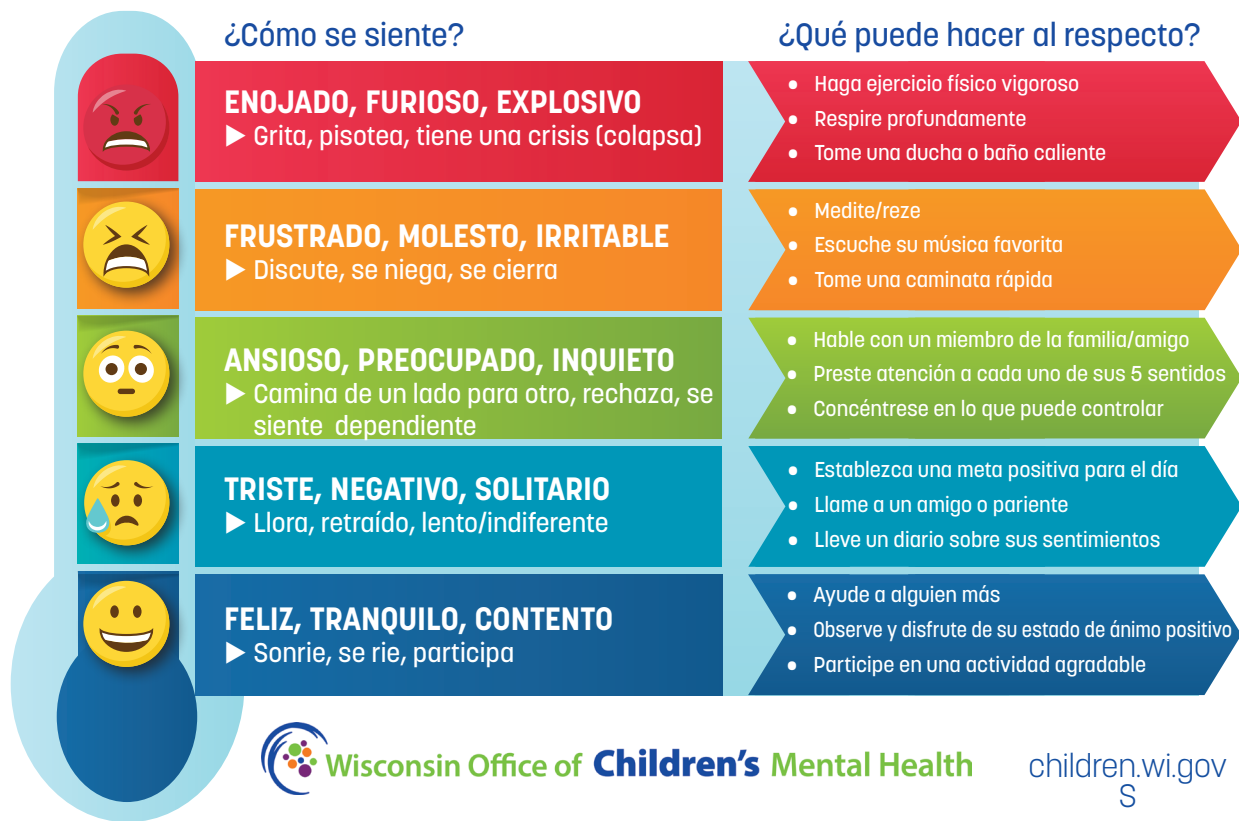 ¿Cómo se siente?
¿Qué puede hacer al respecto?
ENOJADO, FURIOSO, EXPLOSIVO
▶ Grita, pisotea, tiene una crisis (colapsa)
• Haga ejercicio físico vigoroso
• Respire profundamente
• Tome una ducha o baño caliente
FRUSTRADO, MOLESTO, IRRITABLE
▶ Discute, se niega, se cierra
• Medite/reze
• Escuche su música favorita
• Tome una caminata rápida
ANSIOSO, PREOCUPADO, INQUIETO
▶ Camina de un lado para otro, rechaza, se
siente dependiente
• Hable con un miembro de la familia/amigo
• Preste atención a cada uno de sus 5 sentidos
• Concéntrese en lo que puede controlar
TRISTE, NEGATIVO, SOLITARIO
▶ Llora, retraído, lento/indiferente
• Establezca una meta positiva para el día
• Llame a un amigo o pariente
• Lleve un diario sobre sus sentimientos
FELIZ, TRANQUILO, CONTENTO
▶ Sonrie, se rie, participa
• Ayude a alguien más
• Observe y disfrute de su estado de ánimo positivo
• Participe en una actividad agradable
Wisconsin Office of Children's Mental Health
children.wi.gov
S